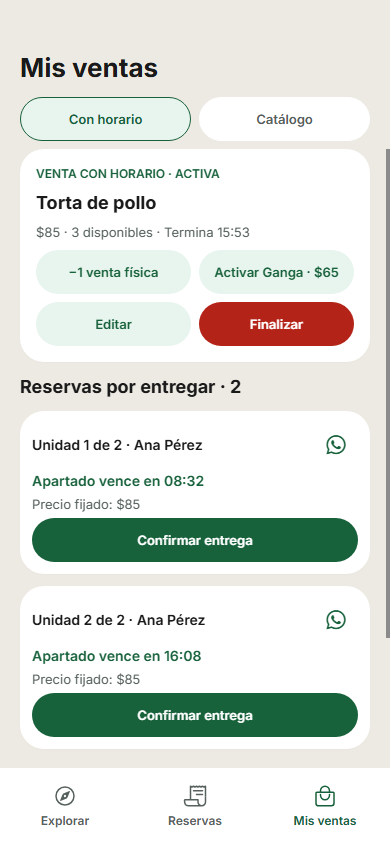 Mis ventas
Con horario
Catálogo
VENTA CON HORARIO · ACTIVA
Torta de pollo
$85 · 3 disponibles · Termina 15:53
−1 venta física
Activar Ganga · $65
Editar
Finalizar
Reservas por entregar · 2
Unidad 1 de 2 · Ana Pérez
Apartado vence en 08:32
Precio fijado: $85
Confirmar entrega
Unidad 2 de 2 · Ana Pérez
Apartado vence en 16:08
Precio fijado: $85
Confirmar entrega
Explorar
Reservas
Mis ventas